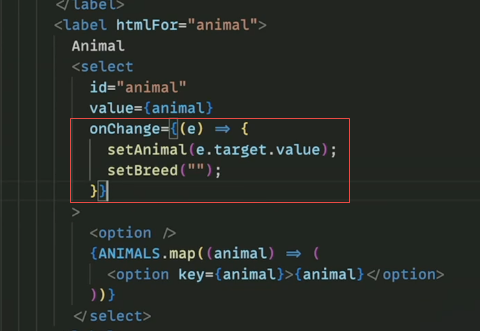 </label>
<label htmlFor="animal">
Animal
<select
id="animal"
value={animal}
onChange={(e) => {
setAnimal(e.target.value);
setBreed("");
}}
>
<option />
{ANIMALS.map((animal) => (
<option key={animal}>{animal}</option>
))}
</select>